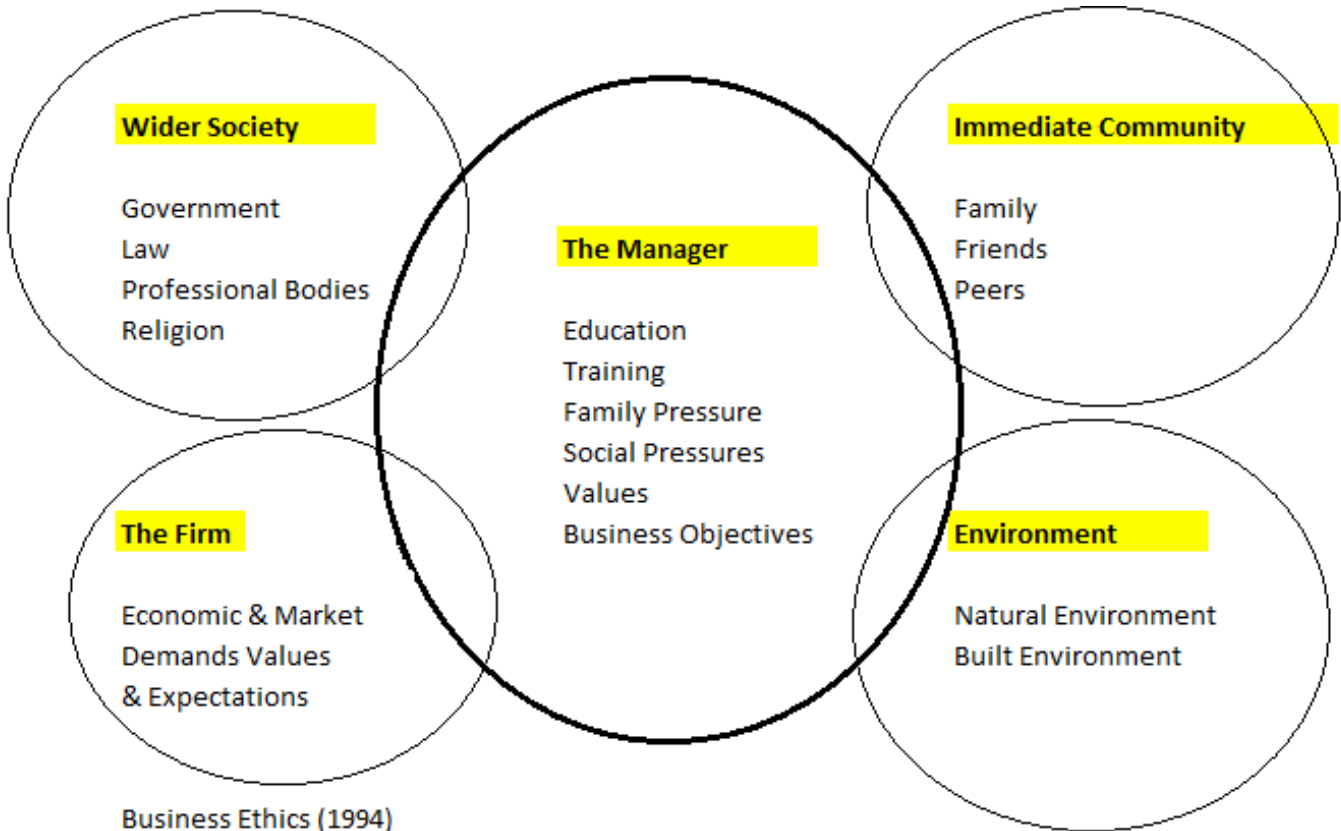 Wider Society
Government
Law
Professional Bodies
Religion
The Manager
Education
Training
Family Pressure
Social Pressures
Values
Business Objectives
Immediate Community
Family
Friends
Peers
The Firm
Economic & Market
Demands Values
& Expectations
Environment
Natural Environment
Built Environment
Business Ethics (1994)